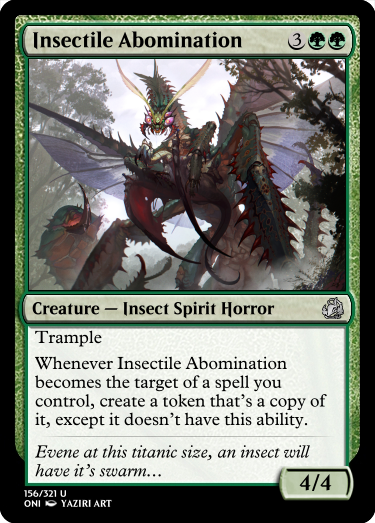 Insectile Abomination 3
Creature — Insect Spirit Horror
Trample
Whenever Insectile Abomination
becomes the target of a spell you
control, create a token that's a copy of
it, except it doesn't have this ability.
Evene at this titanic size, an insect will
have it's swarm...
4/4
156/321 U
ONI YAZIRI ART